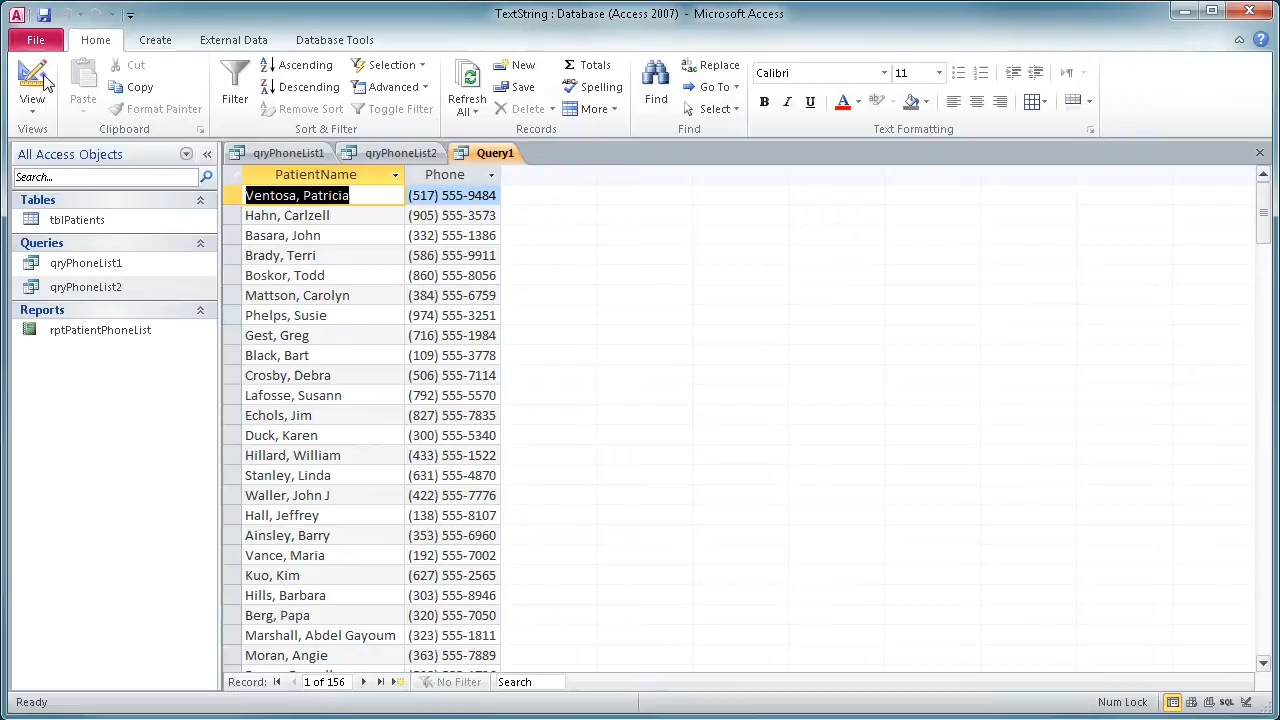 TextString : Database (Access 2007) - Microsoft Access
File Home Create External Data Database Tools
View
Views
Paste
Cut
Copy
Format Painter
Clipboard
Filter
Ascending
Descending
Remove Sort
Selection
Advanced
Toggle Filter
Sort & Filter
Refresh
All
New
Save
Delete
Totals
Spelling
More
Records
Find
Replace
Go To
Select
Find
Calibri 11
B I U A
Text Formatting
All Access Objects
Search...
Tables
tblPatients
Queries
qryPhoneList1
qryPhoneList2
Reports
rptPatientPhoneList
qryPhoneList1 qryPhoneList2 Query1
PatientName Phone
Ventosa, Patricia (517) 555-9484
Hahn, Carlzell (905) 555-3573
Basara, John (332) 555-1386
Brady, Terri (586) 555-9911
Boskor, Todd (860) 555-8056
Mattson, Carolyn (384) 555-6759
Phelps, Susie (974) 555-3251
Gest, Greg (716) 555-1984
Black, Bart (109) 555-3778
Crosby, Debra (506) 555-7114
Lafosse, Susann (792) 555-5570
Echols, Jim (827) 555-7835
Duck, Karen (300) 555-5340
Hillard, William (433) 555-1522
Stanley, Linda (631) 555-4870
Waller, John J (422) 555-7776
Hall, Jeffrey (138) 555-8107
Ainsley, Barry (353) 555-6960
Vance, Maria (192) 555-7002
Kuo, Kim (627) 555-2565
Hills, Barbara (303) 555-8946
Berg, Papa (320) 555-7050
Marshall, Abdel Gayoum (323) 555-1811
Moran, Angie (363) 555-7889
Record: 1 of 156 No Filter Search
Ready Num Lock SQL